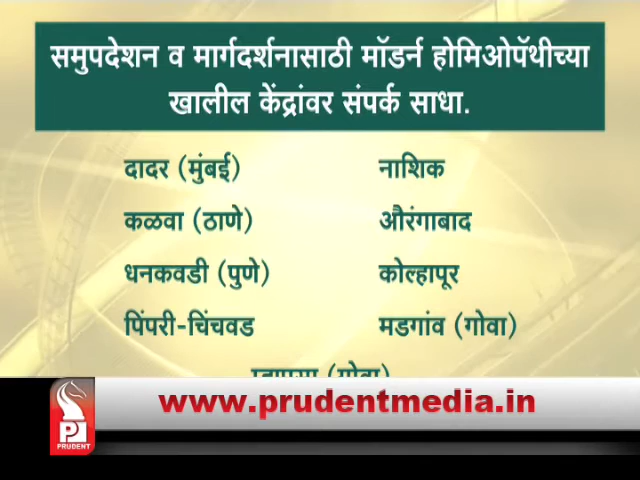 समुपदेशन व मार्गदर्शनासाठी मॉडर्न होमिओपॅथीच्या
खालील केंद्रांवर संपर्क साधा.
दादर (मुंबई)
नाशिक
कळवा (ठाणे)
औरंगाबाद
धनकवडी (पुणे)
कोल्हापूर
पिंपरी-चिंचवड
मडगांव (गोवा)
(गोवा)
www.prudentmedia.in
PRUDENT